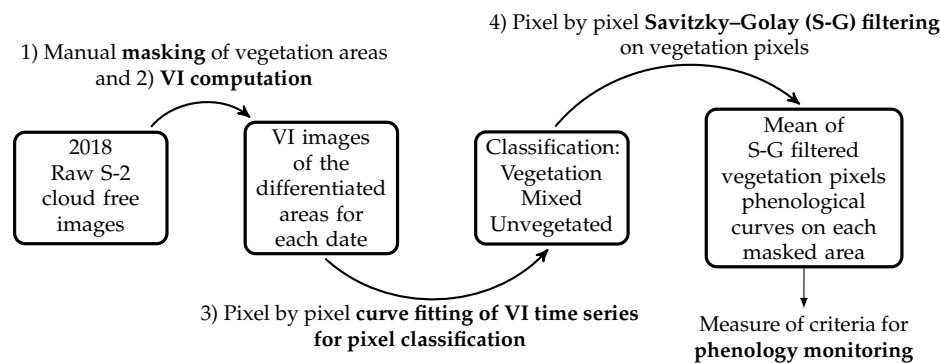 1) Manual masking of vegetation areas
and 2) VI computation
2018
Raw S-2
cloud free
images
VI images
of the
differentiated
areas for
each date
3) Pixel by pixel curve fitting of VI time series
for pixel classification
Classification:
Vegetation
Mixed
Unvegetated
4) Pixel by pixel Savitzky–Golay (S-G) filtering
on vegetation pixels
Mean of
S-G filtered
vegetation pixels
phenological
curves on each
masked area
Measure of criteria for
phenology monitoring